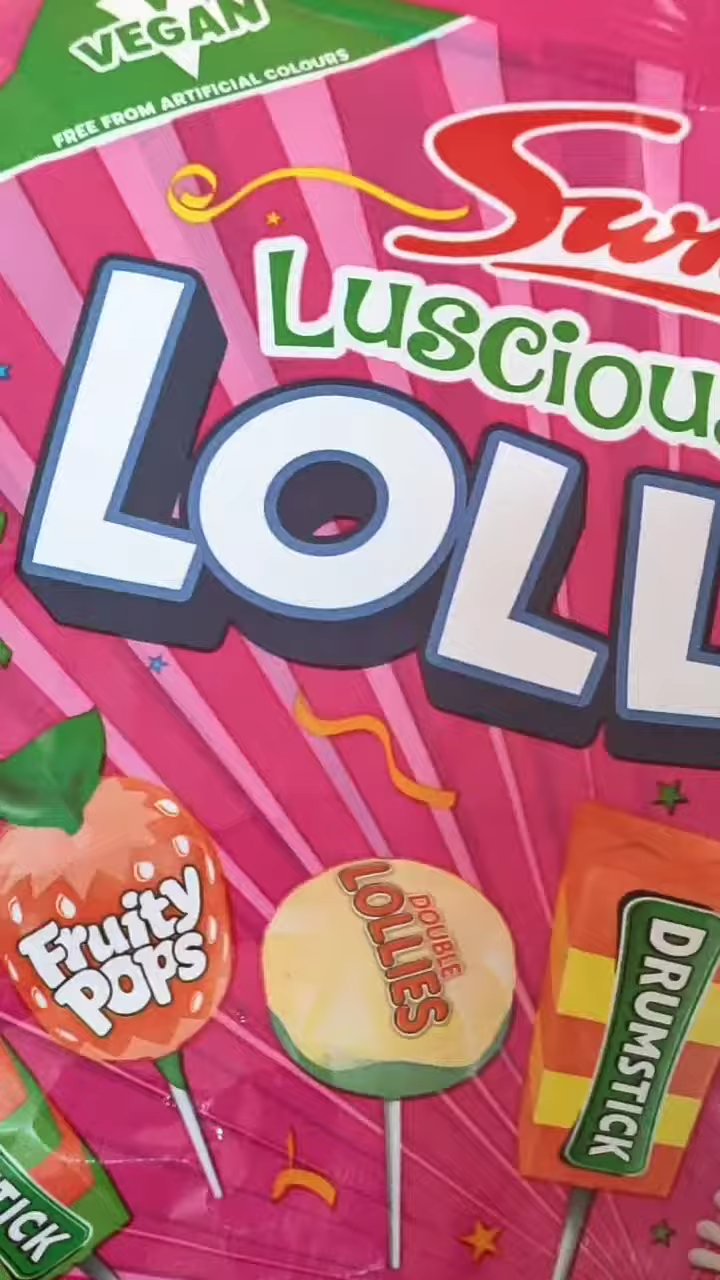 VEGAN
FREE FROM ARTIFICIAL COLOURS
Luscious
LOLL
Fruity
POPS
DOUBLE
LOLLIES
DRUMSTICK
TICK